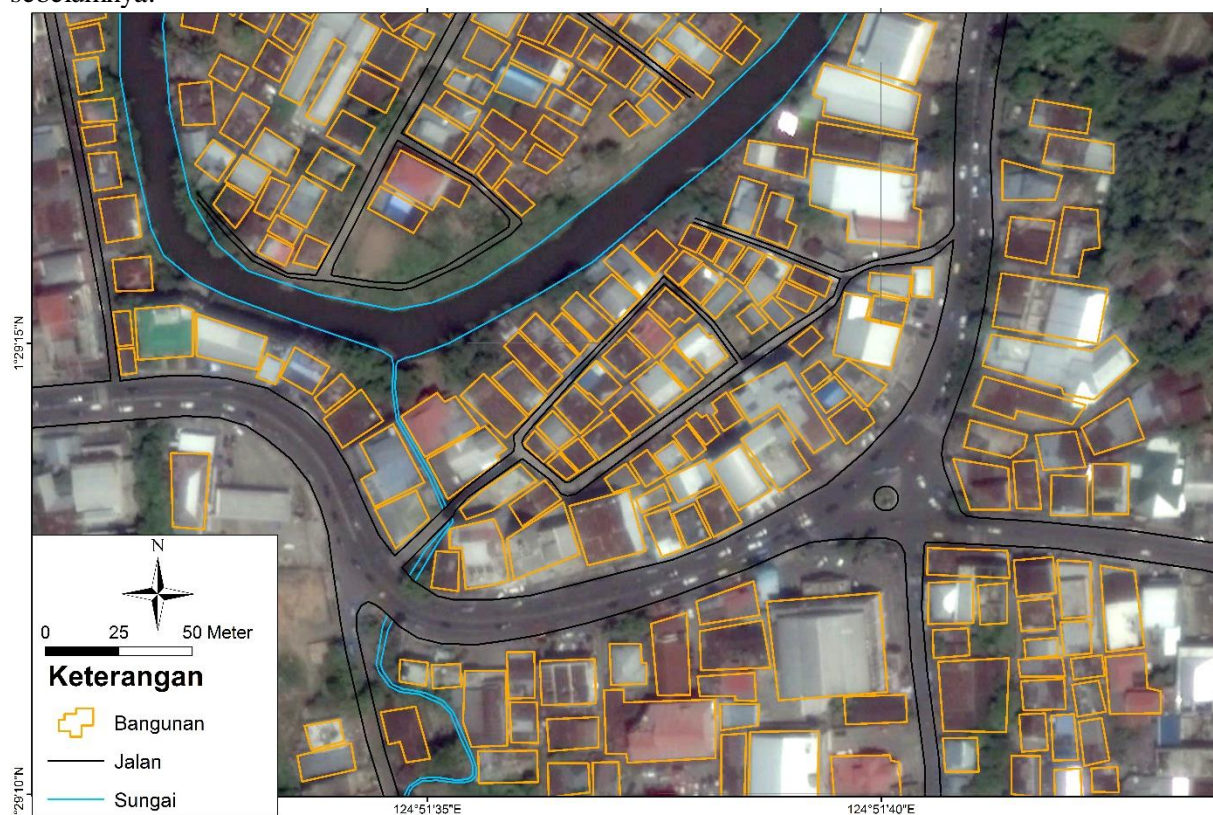 sebelumnya.
N
0 25 50 Meter
Keterangan
Bangunan
Jalan
Sungai
1°29'15"N
1°29'10"N
124°51'35"E
124°51'40"E